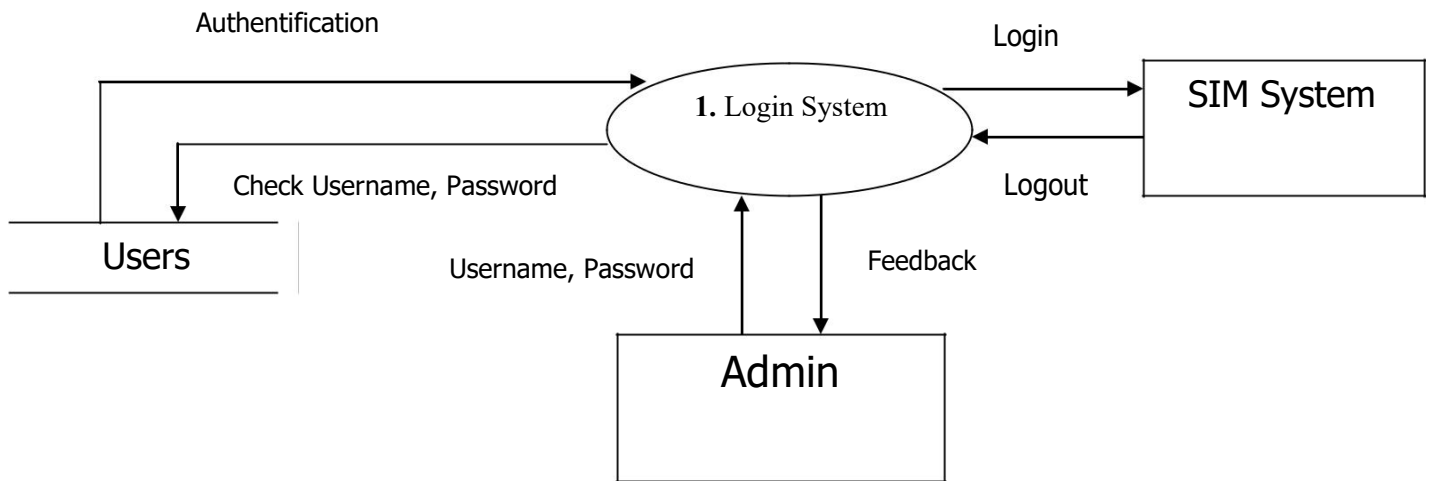 Authentification
Login
1. Login System
SIM System
Check Username, Password
Logout
Users
Username, Password
Feedback
Admin